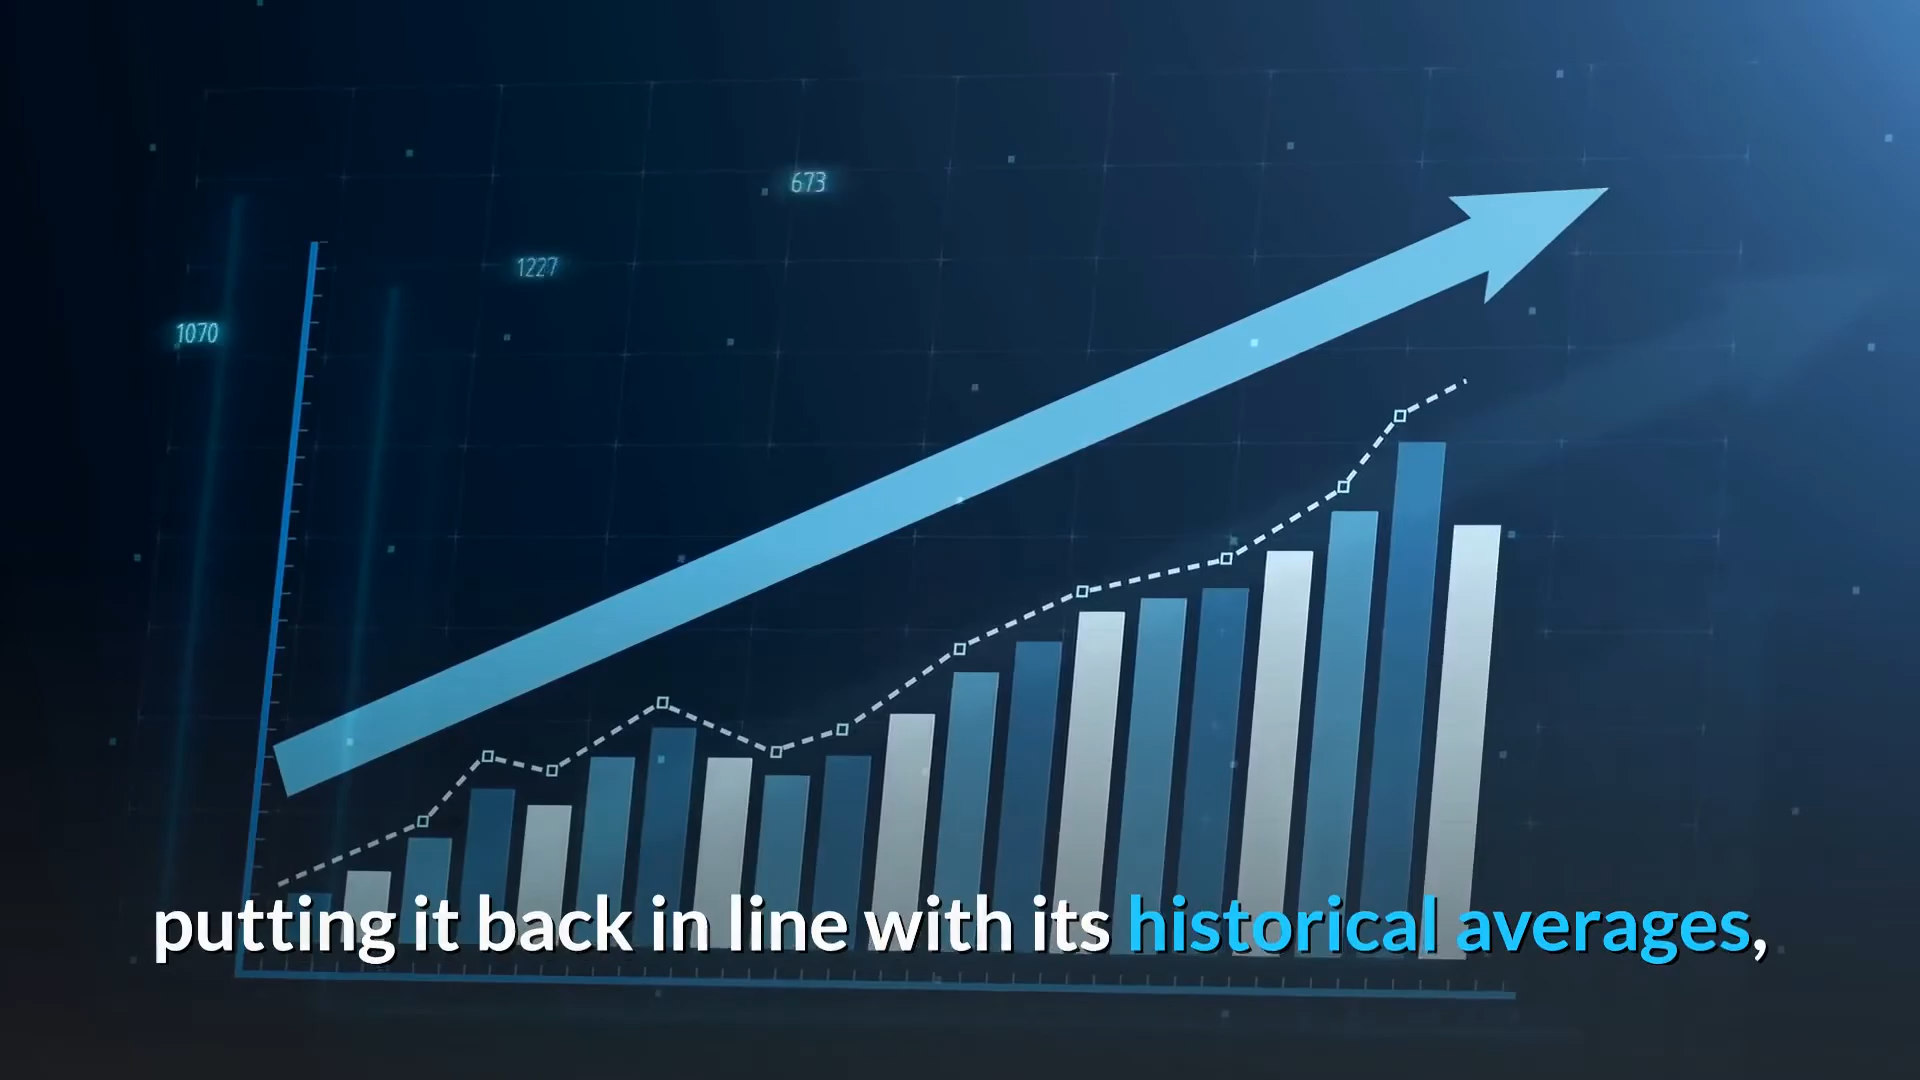 673
1227
1070
putting it back in line with its historical averages,